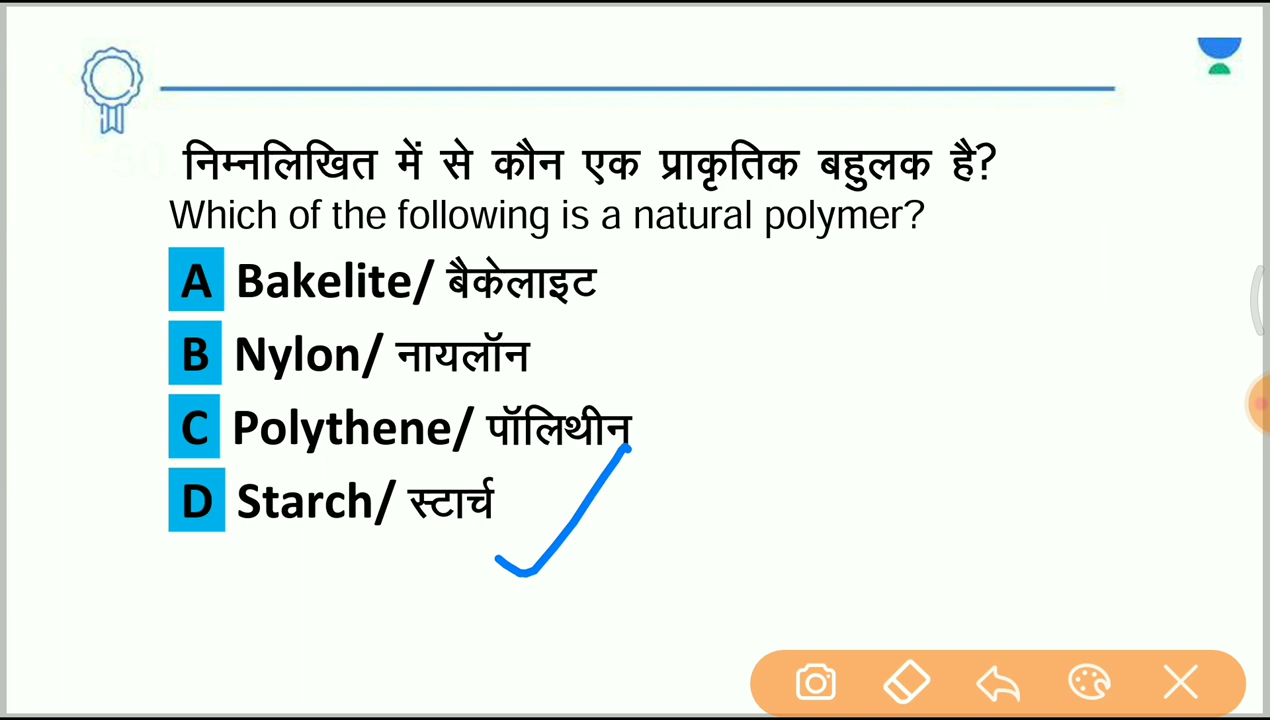 निम्नलिखित में से कौन एक प्राकृतिक बहुलक है?
Which of the following is a natural polymer?
A Bakelite/ बैकेलाइट
B Nylon/ नायलॉन
C Polythene/ पॉलिथीन
D Starch/ स्टार्च